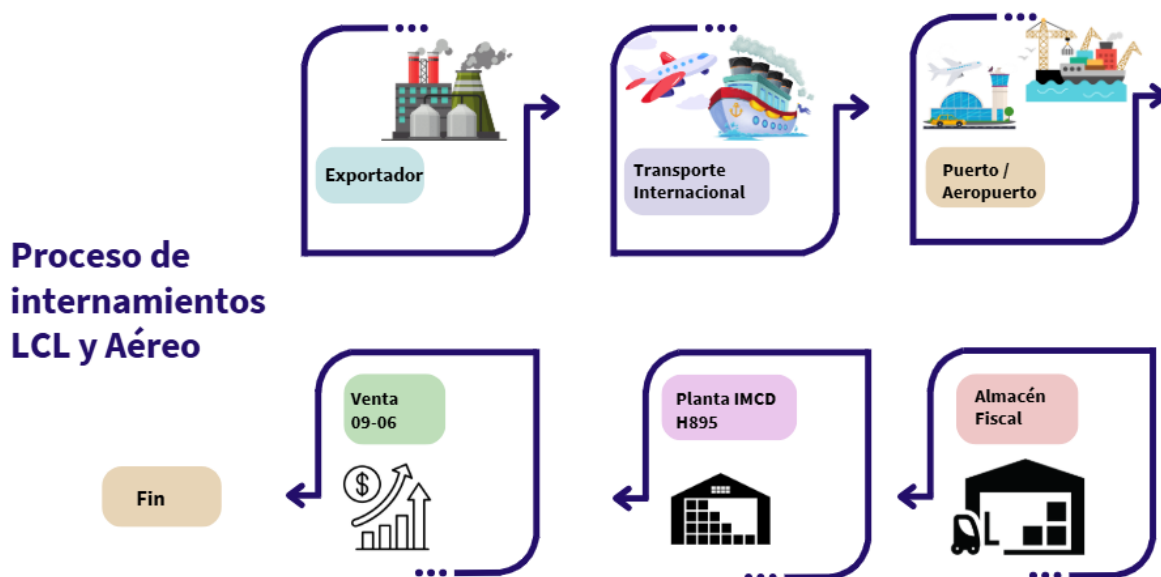 Exportador
Transporte
Internacional
Puerto /
Aeropuerto
Proceso de
internamientos
LCL y Aéreo
Venta
09-06
Planta IMCD
H895
Almacén
Fiscal
Fin
$